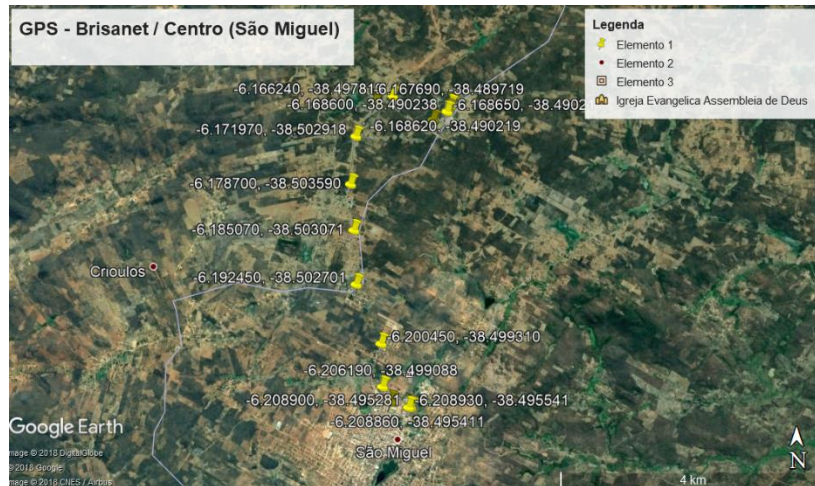 GPS - Brisanet / Centro (São Miguel)
Legenda
Elemento 1
Elemento 2
Elemento 3
Igreja Evangelica Assembleia de Deus
-6.166240, -38.49781
-6.167690, -38.489719
-6.168600, -38.490238
-6.168650, -38.4902
-6.171970, -38.502918
-6.168620, -38.490219
-6.178700, -38.503590
-6.185070, -38.503071
Crioulos
-6.192450, -38.502701
-6.200450, -38.499310
-6.206190, -38.499088
-6.208900, -38.495281
-6.208930, -38.495541
-6.208860, -38.495411
São Miguel
Google Earth
mage © 2018 DigitalGlobe
© 2018 Google
mage © 2018 CNES / Airbus
N
4 km